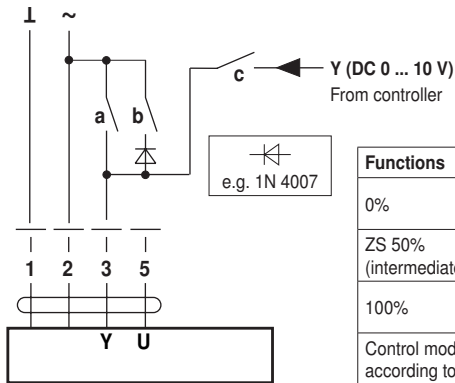 ⊥ ~
a b c
Y (DC 0 ... 10 V)
From controller
e.g. 1N 4007
1 2 3 5
Y U
Functions
0%
ZS 50%
100%
Control mod
according to